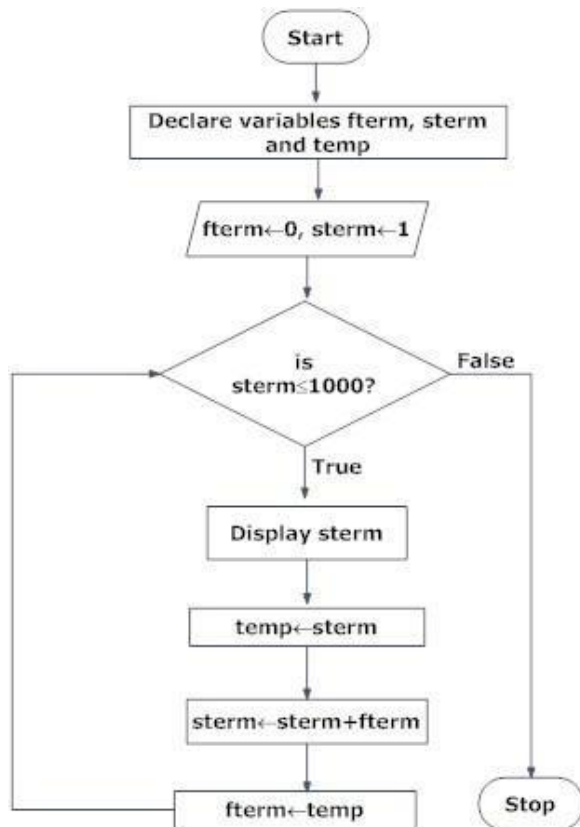 Start
Declare variables fterm, sterm
and temp
fterm←0, sterm←1
is
sterm≤1000?
False
True
Display sterm
temp←sterm
sterm←sterm+fterm
fterm←temp
Stop